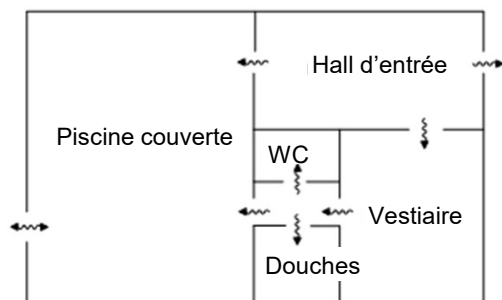 Hall d’entrée
Piscine couverte
WC
Vestiaire
Douches